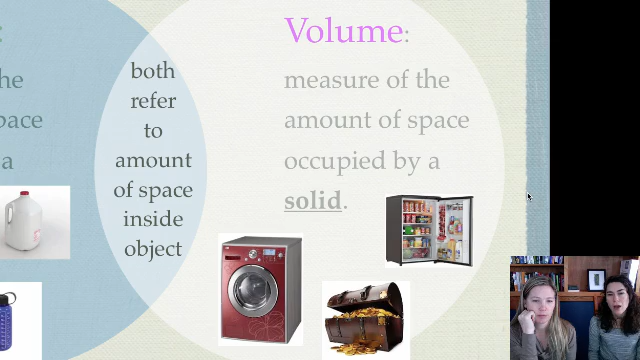 :
he
pace
a
both
refer
to
amount
of space
inside
object
Volume:
measure of the
amount of space
occupied by a
solid.